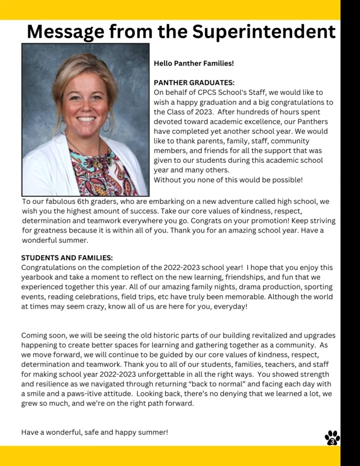 Message from the Superintendent
Hello Panther Families!
PANTHER GRADUATES:
On behalf of CPCS School's Staff, we would like to
wish a happy graduation and a big congratulations to
the Class of 2023. After hundreds of hours spent
devoted toward academic excellence, our Panthers
have completed yet another school year. We would
like to thank parents, family, staff, community
members, and friends for all the support that was
given to our students during this academic school
year and many others.
Without you none of this would be possible!
To our fabulous 6th graders, who are embarking on a new adventure called high school, we
wish you the highest amount of success. Take our core values of kindness, respect,
determination and teamwork everywhere you go. Congrats on your promotion! Keep striving
for greatness because it is within all of you. Thank you for an amazing school year. Have a
wonderful summer.
STUDENTS AND FAMILIES:
Congratulations on the completion of the 2022-2023 school year! I hope that you enjoy this
yearbook and take a moment to reflect on the new learning, friendships, and fun that we
experienced together this year. All of our amazing family nights, drama production, sporting
events, reading celebrations, field trips, etc have truly been memorable. Although the world
at times may seem crazy, know all of us are here for you, everyday!
Coming soon, we will be seeing the old historic parts of our building revitalized and upgrades
happening to create better spaces for learning and gathering together as a community. As
we move forward, we will continue to be guided by our core values of kindness, respect,
determination and teamwork. Thank you to all of our students, families, teachers, and staff
for making school year 2022-2023 unforgettable in all the right ways. You showed strength
and resilience as we navigated through returning "back to normal" and facing each day with
a smile and a paws-itive attitude. Looking back, there's no denying that we learned a lot, we
grew so much, and we're on the right path forward.
Have a wonderful, safe and happy summer!